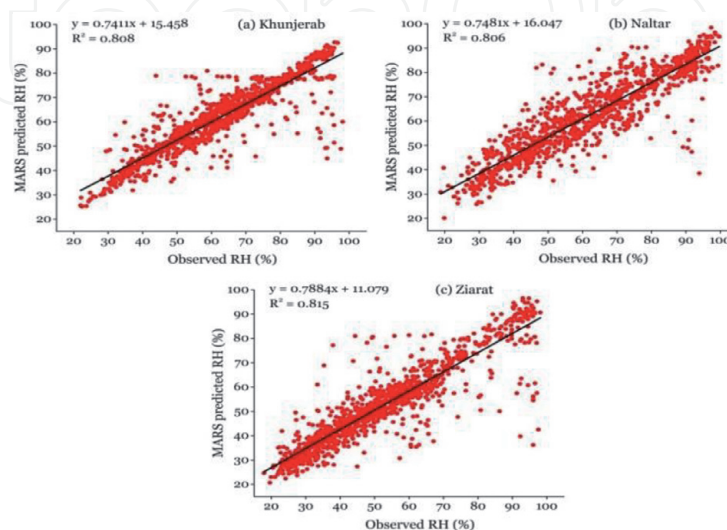 y = 0.7411x + 15.458
R² = 0.808
(a) Khunjerab
100
90
80
70
60
50
40
30
20
MARS predicted RH (%)
20 30 40 50 60 70 80 90 100
Observed RH (%)
y = 0.7481x + 16.047
R² = 0.806
(b) Naltar
100
90
80
70
60
50
40
30
20
MARS predicted RH (%)
20 30 40 50 60 70 80 90 100
Observed RH (%)
y = 0.7884x + 11.079
R² = 0.815
(c) Ziarat
100
90
80
70
60
50
40
30
20
MARS predicted RH (%)
20 30 40 50 60 70 80 90 100
Observed RH (%)